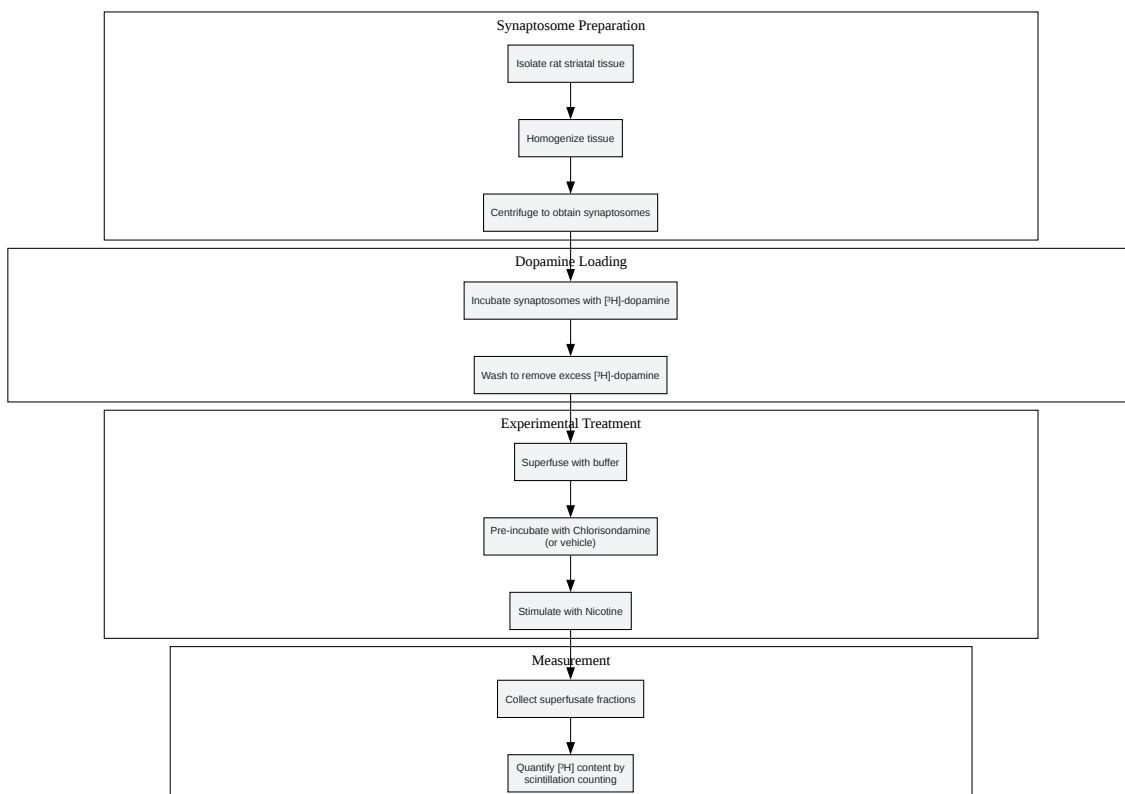 Synaptosome Preparation
Isolate rat striatal tissue
Homogenize tissue
Centrifuge to obtain synaptosomes
Dopamine Loading
Incubate synaptosomes with [³H]-dopamine
Wash to remove excess [³H]-dopamine
Experimental Treatment
Superfuse with buffer
Pre-incubate with Chlorisondamine
(or vehicle)
Stimulate with Nicotine
Measurement
Collect superfusate fractions
Quantify [³H] content by
scintillation counting